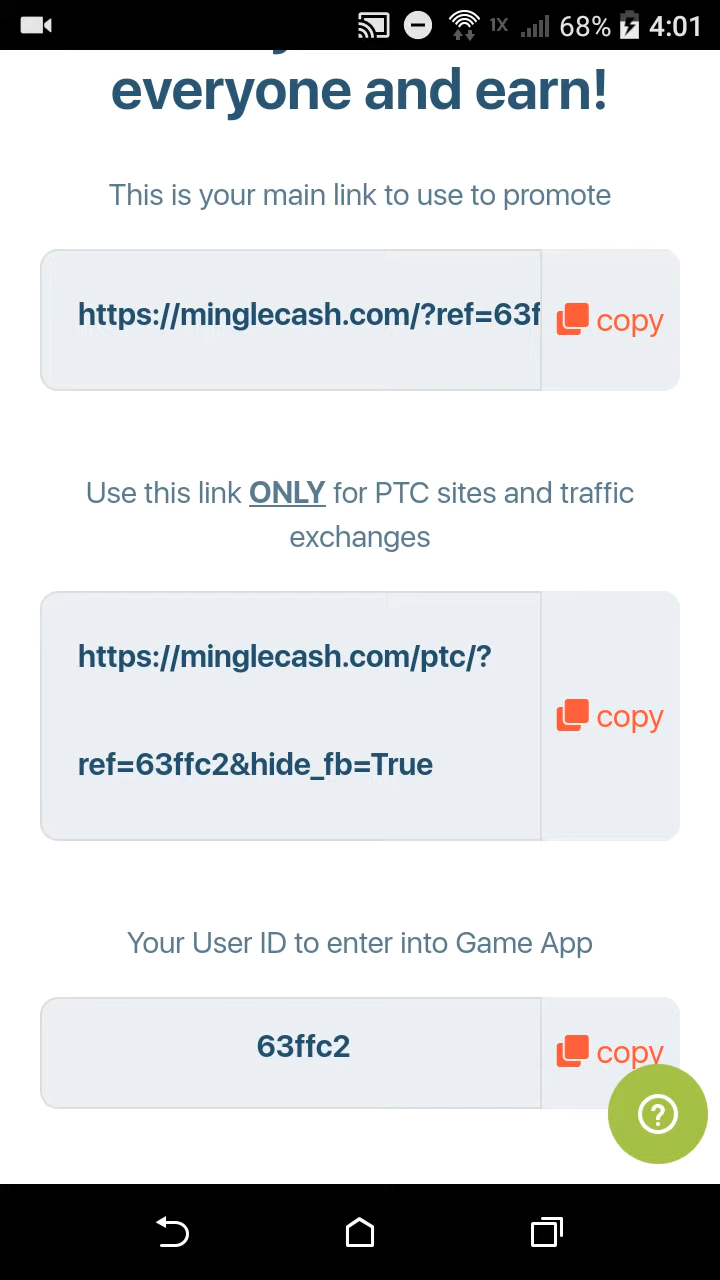 1X 68% 4:01
everyone and earn!
This is your main link to use to promote
https://minglecash.com/?ref=63f
copy
Use this link ONLY for PTC sites and traffic
exchanges
https://minglecash.com/ptc/?
ref=63ffc2&hide_fb=True
copy
Your User ID to enter into Game App
63ffc2
copy
?